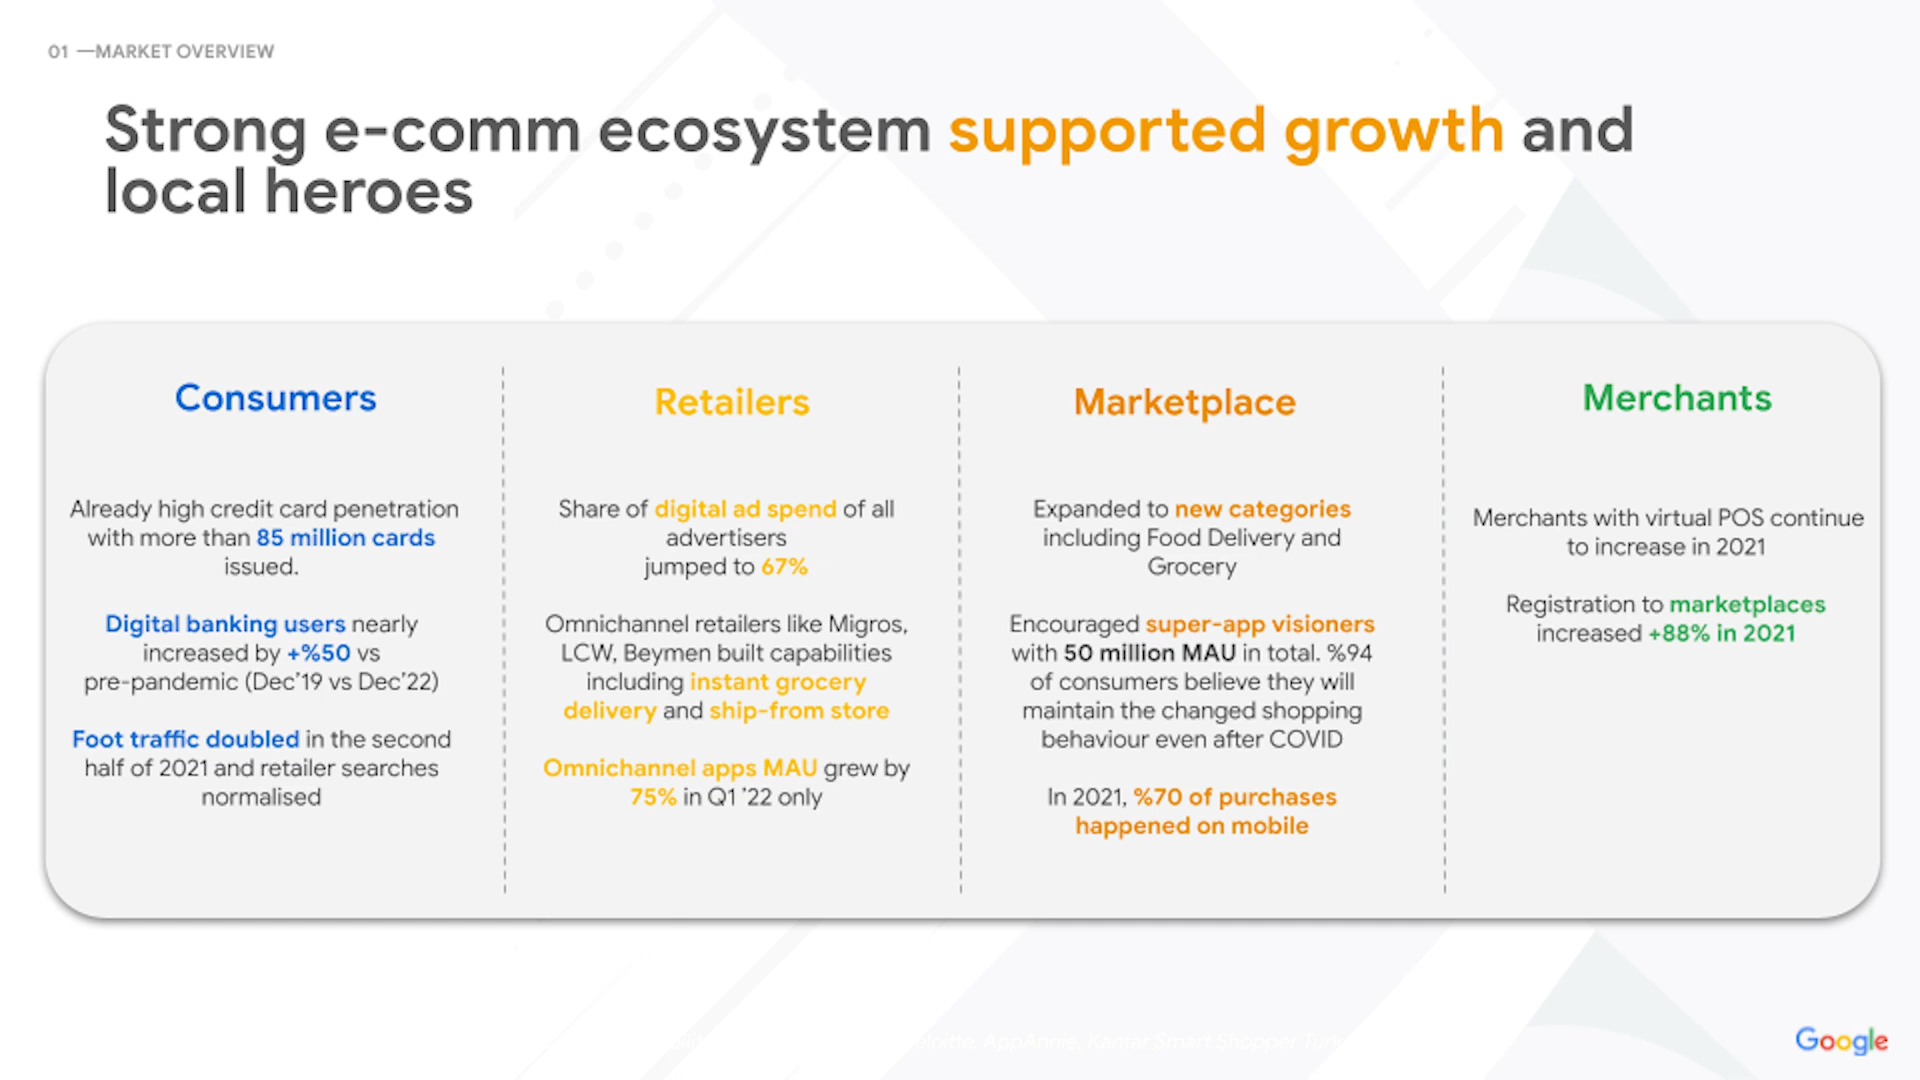 01 —MARKET OVERVIEW
Strong e-comm ecosystem supported growth and
local heroes
Consumers
Already high credit card penetration
with more than 85 million cards
issued.
Digital banking users nearly
increased by +%50 vs
pre-pandemic (Dec'19 vs Dec'22)
Foot traffic doubled in the second
half of 2021 and retailer searches
normalised
Retailers
Share of digital ad spend of all
advertisers
jumped to 67%
Omnichannel retailers like Migros,
LCW, Beymen built capabilities
including instant grocery
delivery and ship-from store
Omnichannel apps MAU grew by
75% in Q1 '22 only
Marketplace
Expanded to new categories
including Food Delivery and
Grocery
Encouraged super-app visioners
with 50 million MAU in total. %94
of consumers believe they will
maintain the changed shopping
behaviour even after COVID
In 2021, %70 of purchases
happened on mobile
Merchants
Merchants with virtual POS continue
to increase in 2021
Registration to marketplaces
increased +88% in 2021
AppAnnie, Kantar Smart Shopper
Google